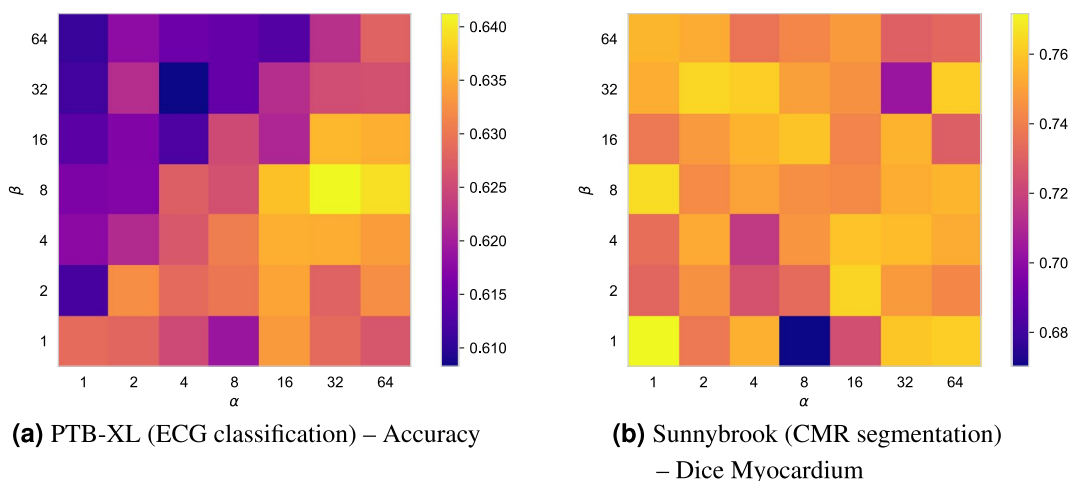 64
32
16
8
4
2
1
β
1 2 4 8 16 32 64
α
0.640
0.635
0.630
0.625
0.620
0.615
0.610
(a) PTB-XL (ECG classification) – Accuracy
64
32
16
8
4
2
1
β
1 2 4 8 16 32 64
α
0.76
0.74
0.72
0.70
0.68
(b) Sunnybrook (CMR segmentation)
– Dice Myocardium